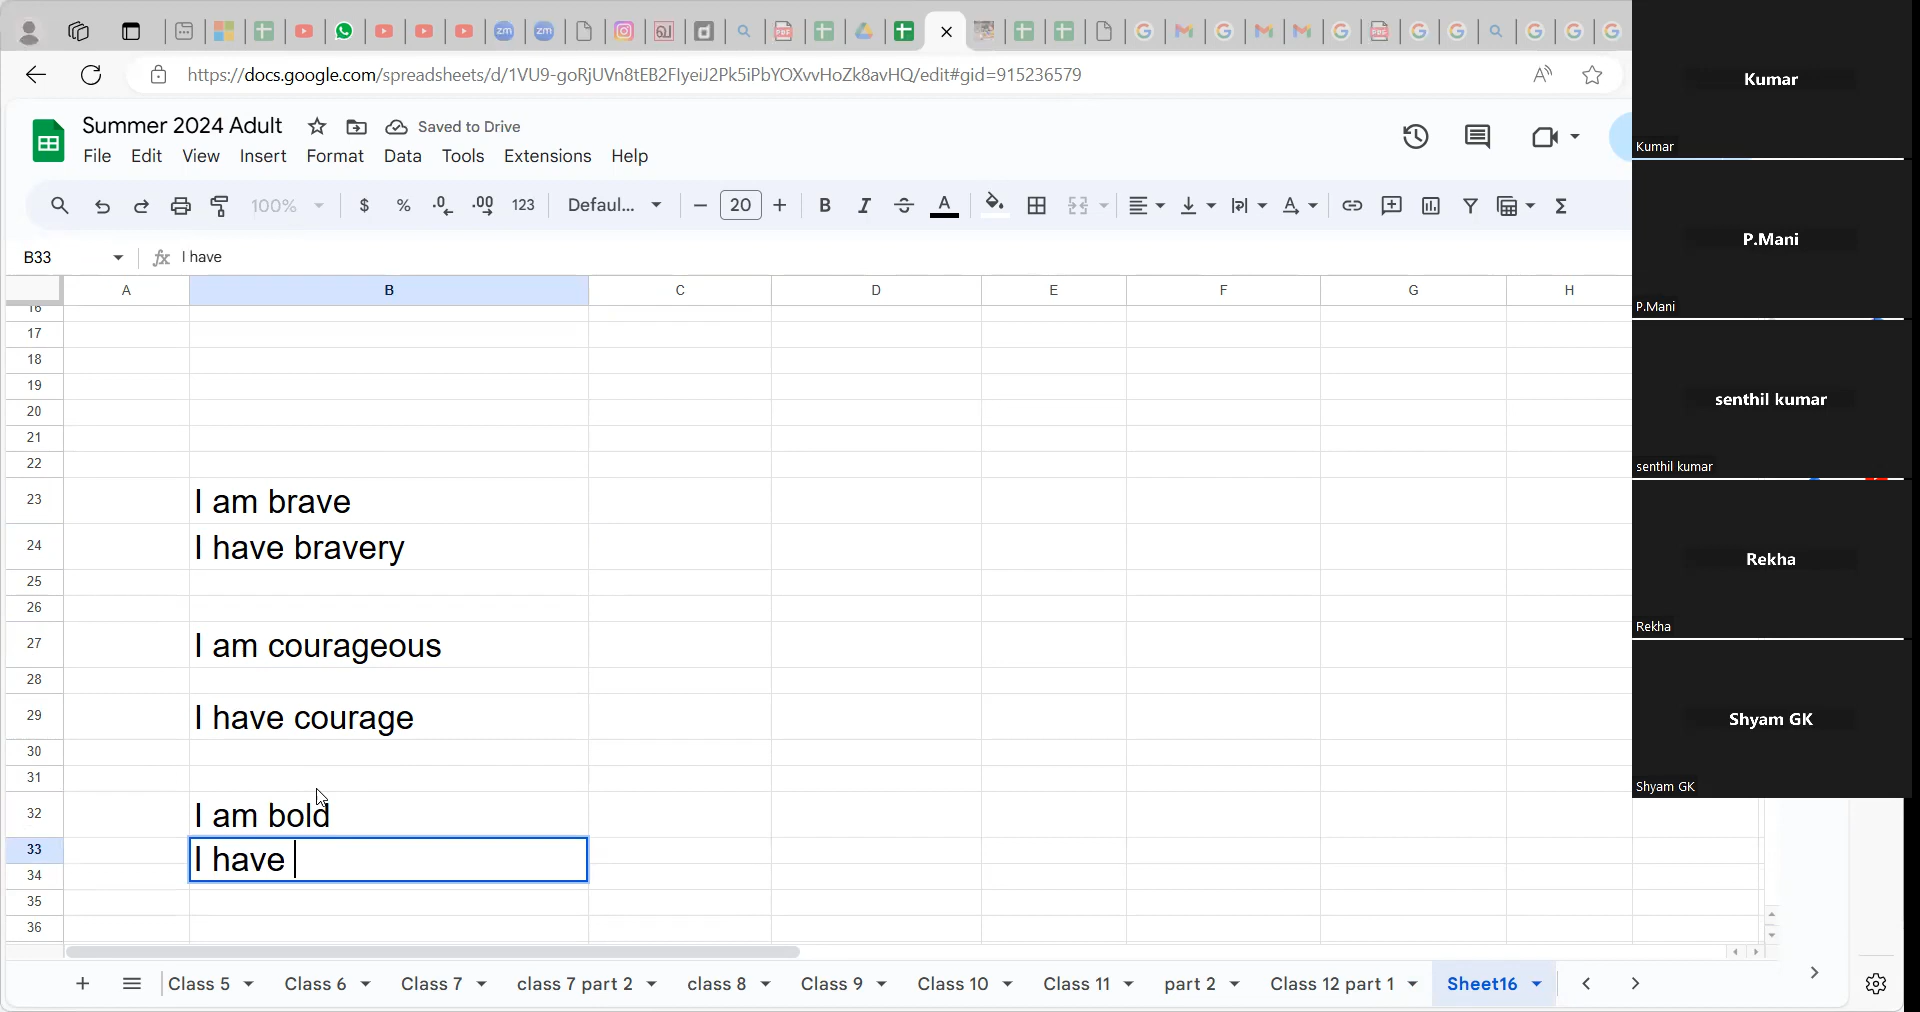 https://docs.google.com/spreadsheets/d/1VU9-goRjUVn8tEB2FlyeiJ2Pk5iPbYOXvvHoZk8avHQ/edit#gid=915236579
Summer 2024 Adult
Saved to Drive
File Edit View Insert Format Data Tools Extensions Help
100% $ % .0 .00 123 Defaul... 20 B I A
B33 fx I have
A B C D E F G H
16
17
18
19
20
21
22
23 I am brave
24 I have bravery
25
26
27 I am courageous
28
29 I have courage
30
31
32 I am bold
33 I have
34
35
36
Class 5 Class 6 Class 7 class 7 part 2 class 8 Class 9 Class 10 Class 11 part 2 Class 12 part 1 Sheet16
Kumar
Kumar
P.Mani
P.Mani
senthil kumar
senthil kumar
Rekha
Rekha
Shyam GK
Shyam GK